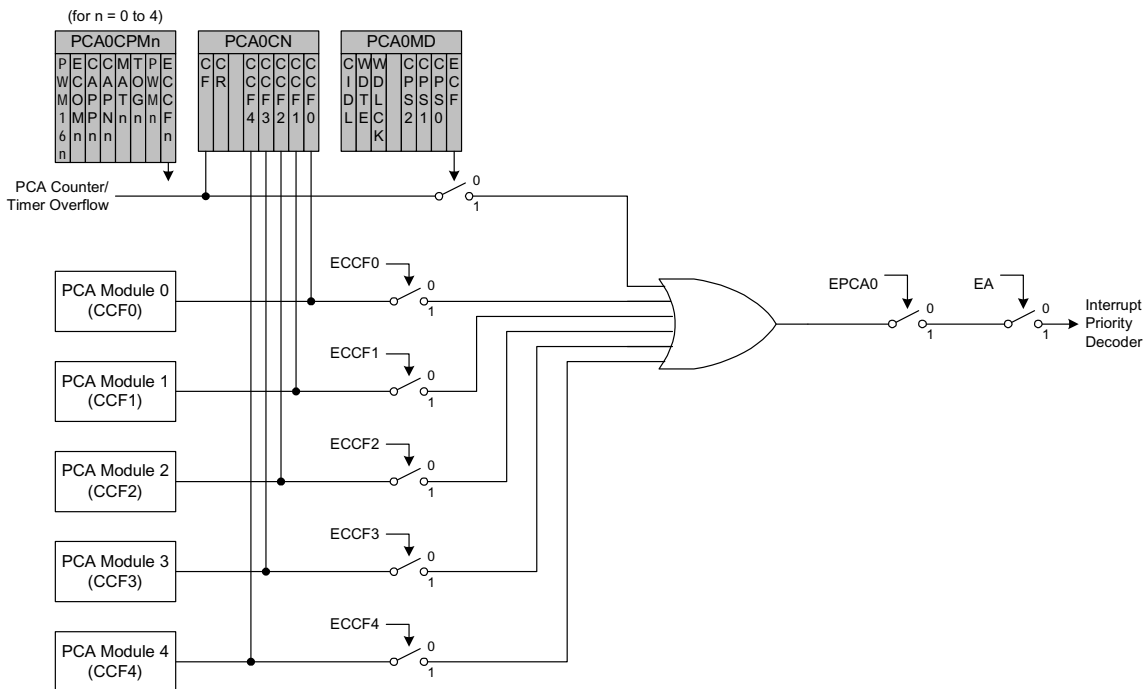 (for n = 0 to 4)
PCA0CPMn
PWM16n
ECOMn
CAPPn
CAPNn
MATn
TOGn
PWMn
ECCFn
PCA0CN
CF
CR
CCF4
CCF3
CCF2
CCF1
CCF0
PCA0MD
CIDL
WDTE
WDLCK
CPS2
CPS1
CPS0
ECF
PCA Counter/
Timer Overflow
0
1
PCA Module 0
(CCF0)
ECCF0
0
1
EPCA0
0
1
EA
0
1
Interrupt
Priority
Decoder
PCA Module 1
(CCF1)
ECCF1
0
1
PCA Module 2
(CCF2)
ECCF2
0
1
PCA Module 3
(CCF3)
ECCF3
0
1
PCA Module 4
(CCF4)
ECCF4
0
1